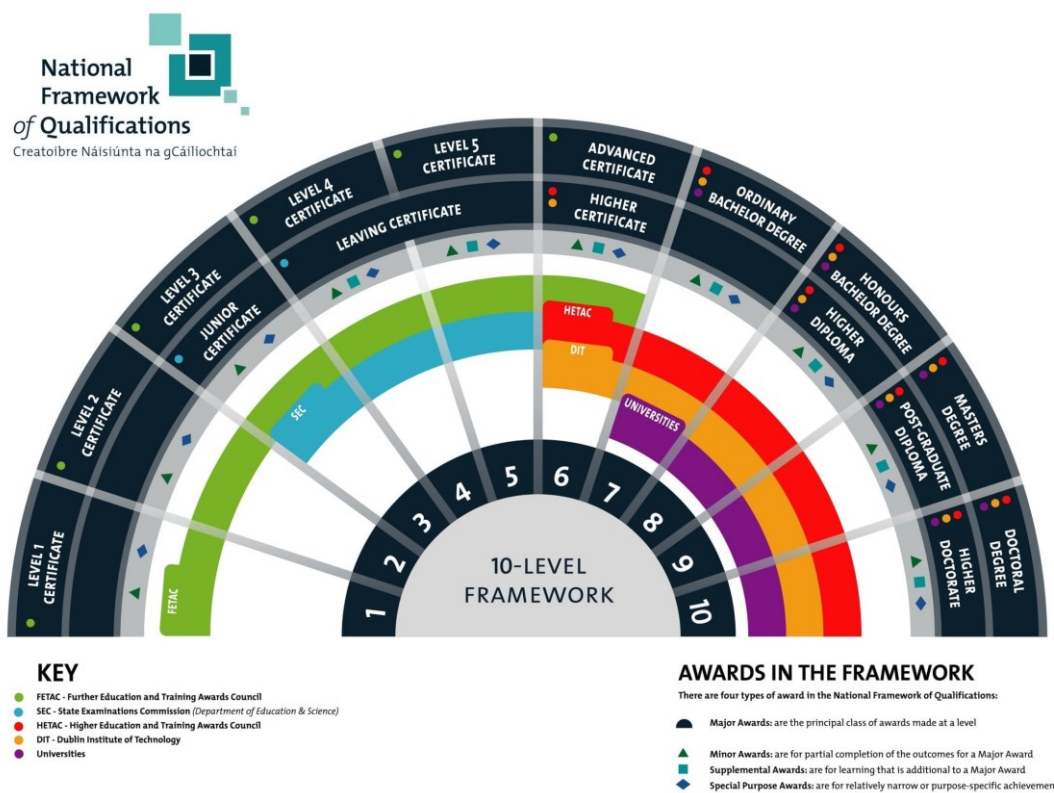 National
Framework
of Qualifications
Creatoibre Náisiúnta na gCáilíochtaí
LEVEL 1
CERTIFICATE
LEVEL 2
CERTIFICATE
LEVEL 3
CERTIFICATE
JUNIOR
CERTIFICATE
LEVEL 4
CERTIFICATE
LEVEL 5
CERTIFICATE
LEAVING CERTIFICATE
ADVANCED
CERTIFICATE
HIGHER
CERTIFICATE
ORDINARY
BACHELOR DEGREE
HONOURS
BACHELOR DEGREE
HIGHER
DIPLOMA
MASTERS
DEGREE
POST-GRADUATE
DIPLOMA
DOCTORAL
DEGREE
HIGHER
DOCTORATE
FETAC
SEC
HETAC
DIT
UNIVERSITIES
1
2
3
4
5
6
7
8
9
10
10-LEVEL
FRAMEWORK
KEY
FETAC - Further Education and Training Awards Council
SEC - State Examinations Commission (Department of Education & Science)
HETAC - Higher Education and Training Awards Council
DIT - Dublin Institute of Technology
Universities
AWARDS IN THE FRAMEWORK
There are four types of award in the National Framework of Qualifications:
Major Awards: are the principal class of awards made at a level
Minor Awards: are for partial completion of the outcomes for a Major Award
Supplemental Awards: are for learning that is additional to a Major Award
Special Purpose Awards: are for relatively narrow or purpose-specific achievemen